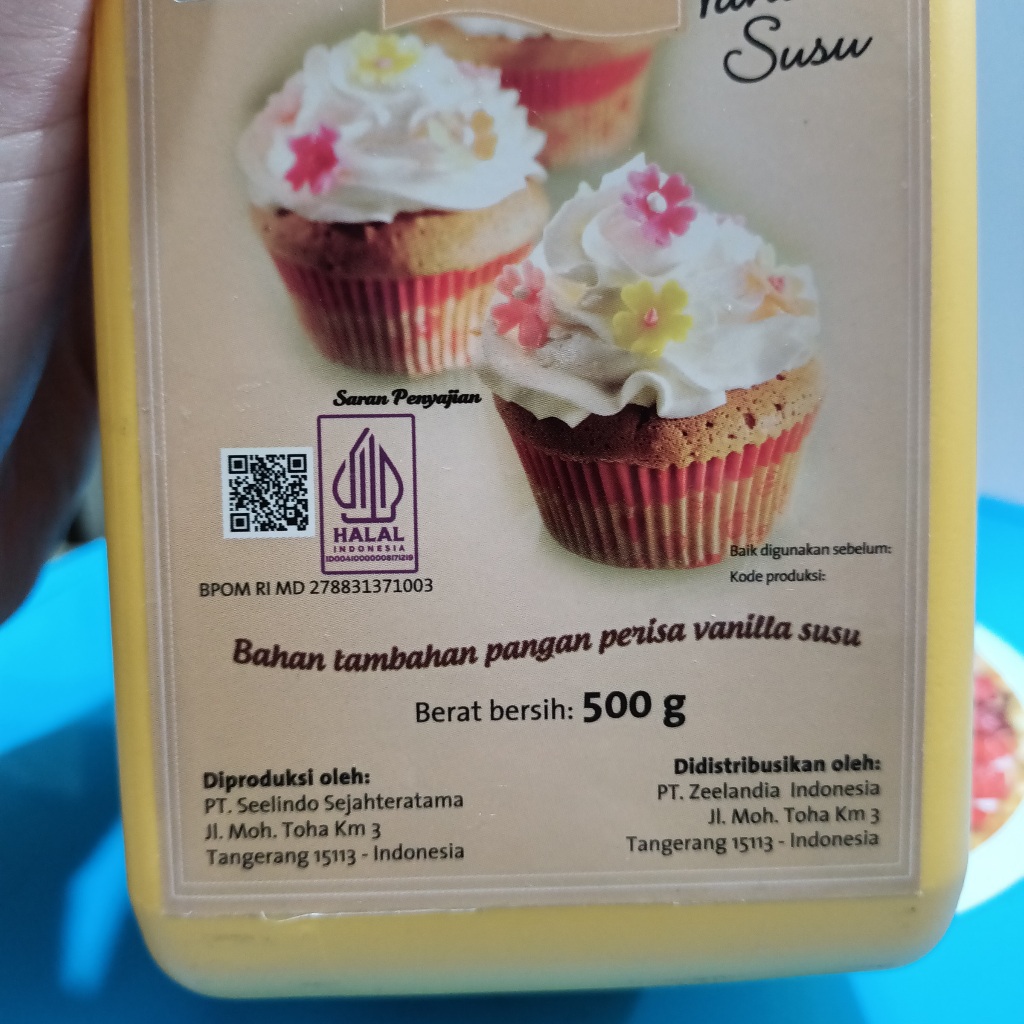 Susu
Saran Penyajian
HALAL
INDONESIA
ID00410000008171219
BPOM RI MD 278831371003
Baik digunakan sebelum:
Kode produksi:
Bahan tambahan pangan perisa vanilla susu
Berat bersih: 500 g
Diproduksi oleh:
PT. Seelindo Sejahteratama
Jl. Moh. Toha Km 3
Tangerang 15113 - Indonesia
Didistribusikan oleh:
PT. Zeelandia Indonesia
Jl. Moh. Toha Km 3
Tangerang 15113 - Indonesia